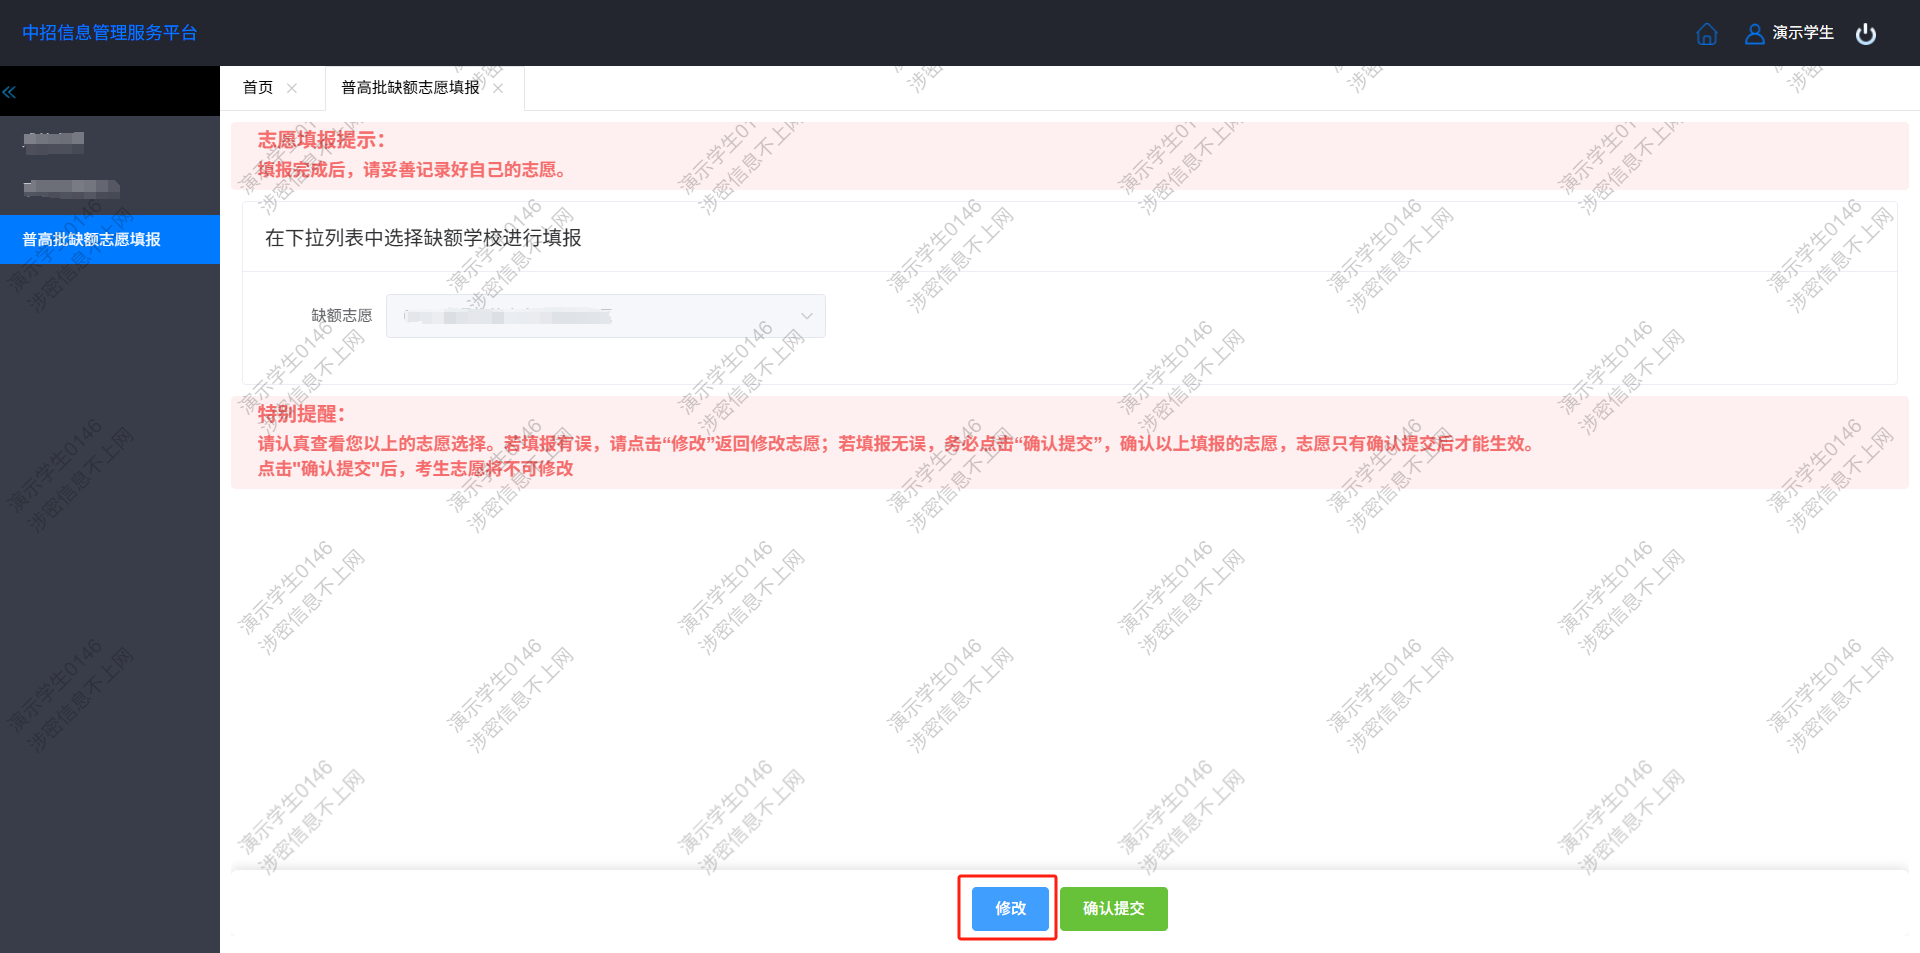 中招信息管理服务平台
演示学生
首页
普高批缺额志愿填报
志愿填报提示：
填报完成后，请妥善记录好自己的志愿。
普高批缺额志愿填报
在下拉列表中选择缺额学校进行填报
缺额志愿
特别提醒：
请认真查看您以上的志愿选择。若填报有误，请点击“修改”返回修改志愿；若填报无误，务必点击“确认提交”，确认以上填报的志愿，志愿只有确认提交后才能生效。
点击"确认提交"后，考生志愿将不可修改
修改
确认提交
演示学生0146
涉密信息不上网